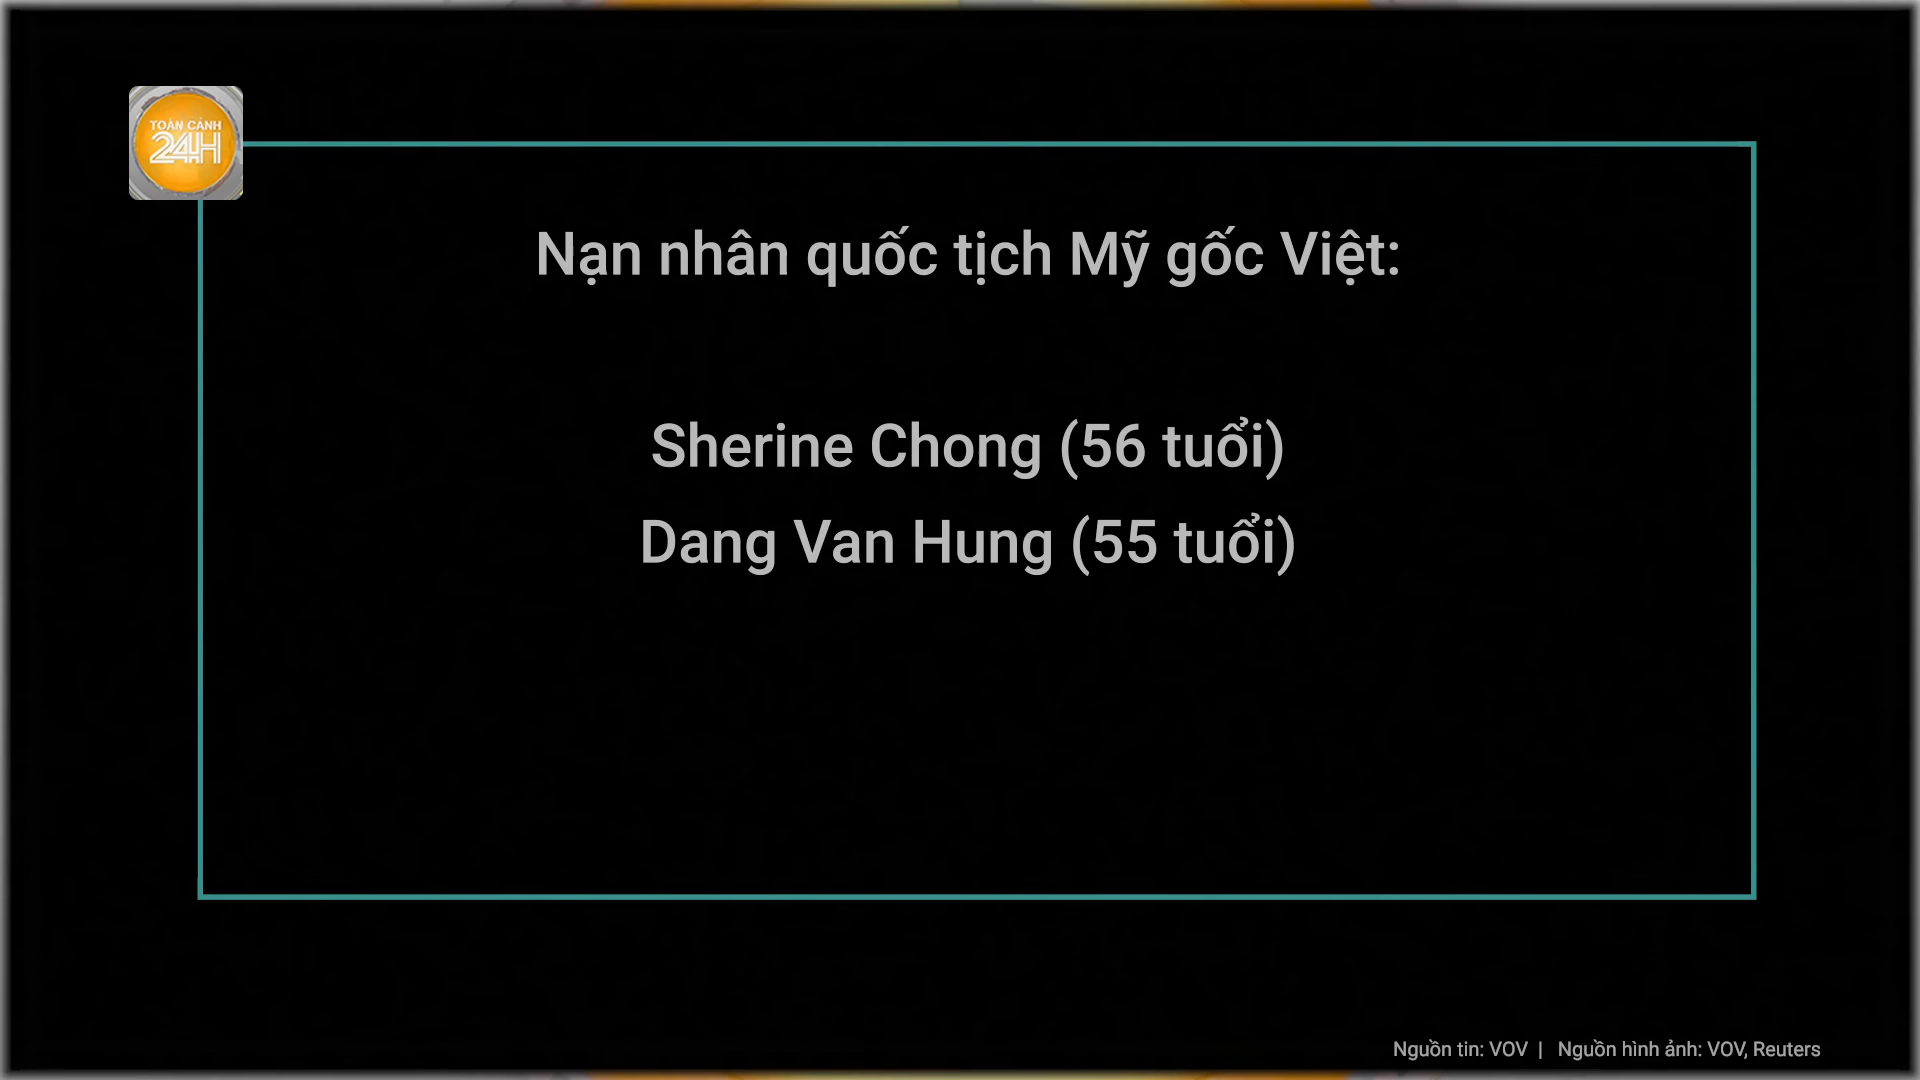 TOÀN CẢNH
24H
Nạn nhân quốc tịch Mỹ gốc Việt:
Sherine Chong (56 tuổi)
Dang Van Hung (55 tuổi)
Nguồn tin: VOV | Nguồn hình ảnh: VOV, Reuters